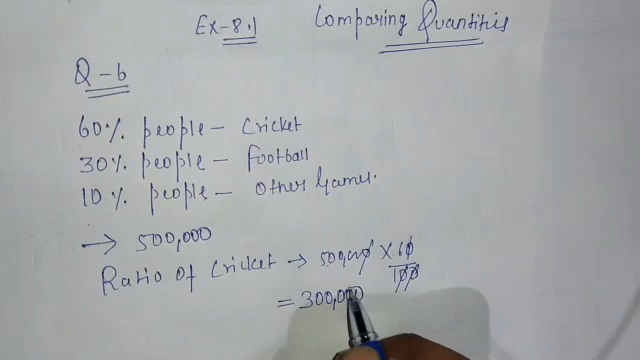 Ex-8.1 Comparing Quantitis
Q-6
60% people - Cricket
30% people - football
10% people - other Games.
→ 500,000
Ratio of Cricket → 500,000 × 60/100
= 300,000